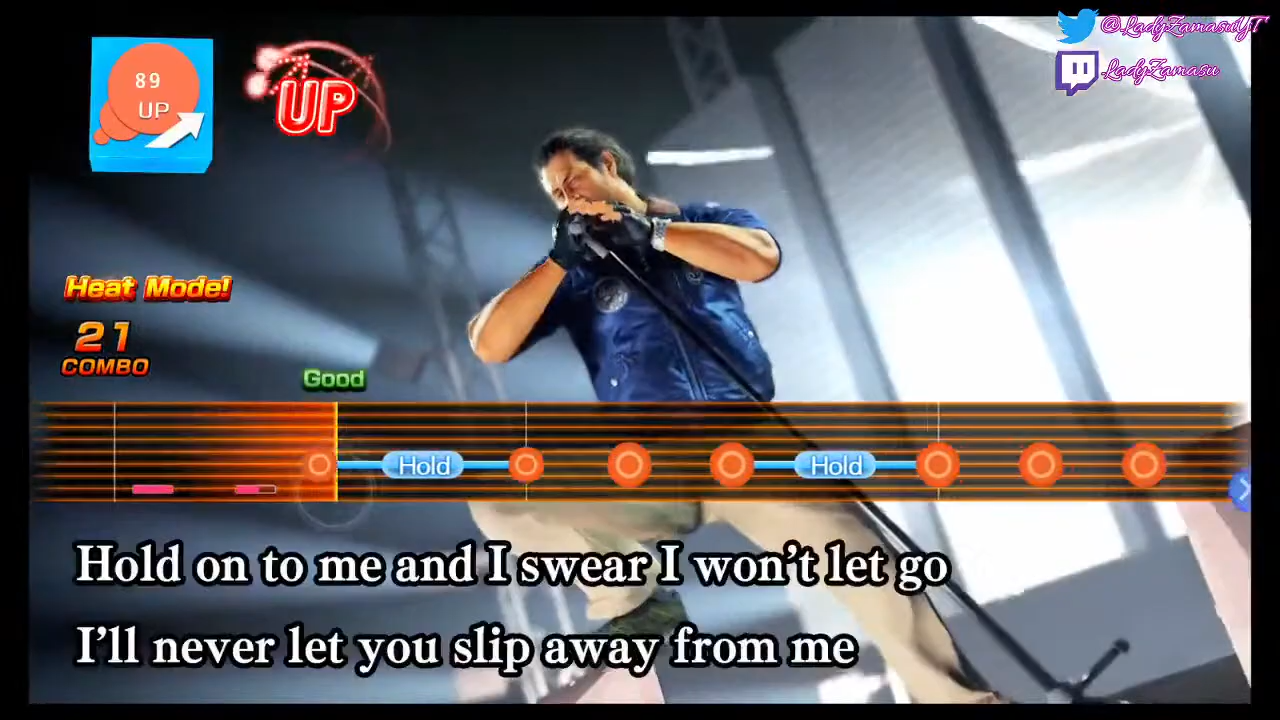 @LadyZamasuYT
LadyZamasu
89
UP
UP
Heat Mode!
21
COMBO
Good
Hold
Hold
Hold on to me and I swear I won't let go
I'll never let you slip away from me